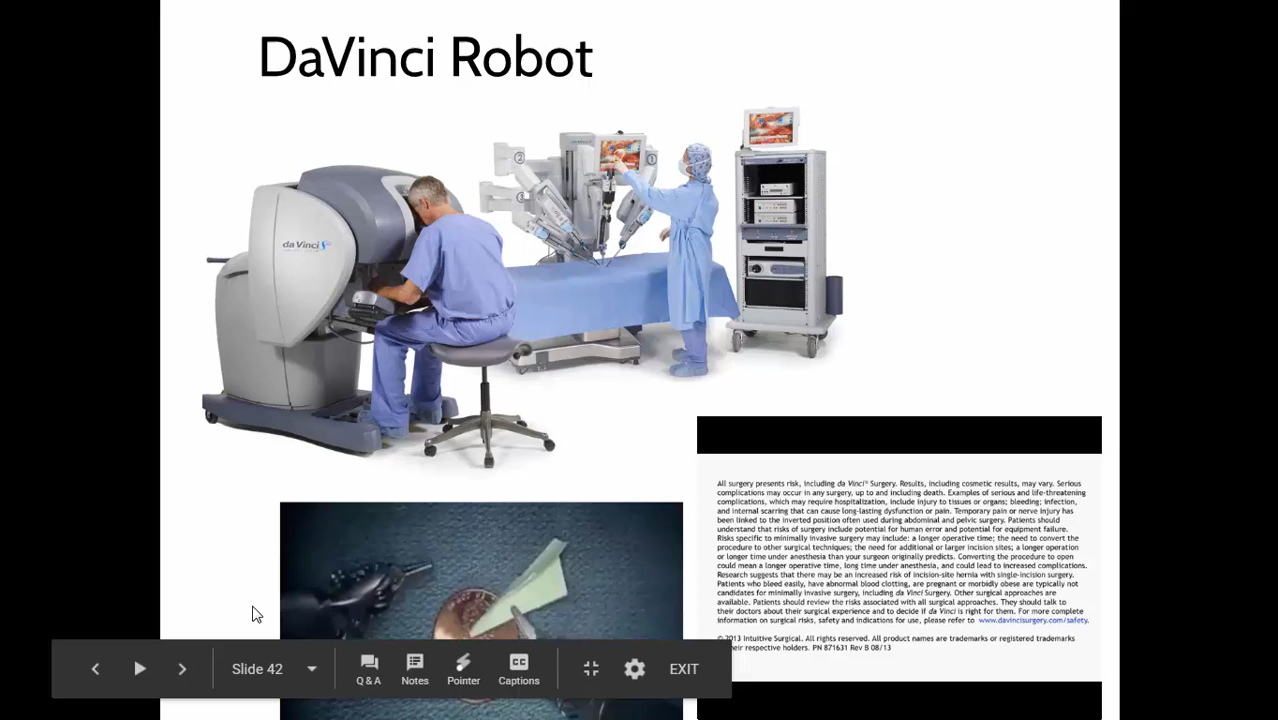 DaVinci Robot
②
①
③
da Vinci S
All surgery presents risk, including da Vinci® Surgery. Results, including cosmetic results, may vary. Serious
complications may occur in any surgery, up to and including death. Examples of serious and life-threatening
complications, which may require hospitalization, include injury to tissues or organs; bleeding; infection,
and internal scarring that can cause long-lasting dysfunction or pain. Temporary pain or nerve injury has
been linked to the inverted position often used during abdominal and pelvic surgery. Patients should
understand that risks of surgery include potential for human error and potential for equipment failure.
Risks specific to minimally invasive surgery may include: a longer operative time; the need to convert the
procedure to other surgical techniques; the need for additional or larger incision sites; a longer operation
or longer time under anesthesia than your surgeon originally predicts. Converting the procedure to open
could mean a longer operative time, long time under anesthesia, and could lead to increased complications.
Research suggests that there may be an increased risk of incision-site hernia with single-incision surgery.
Patients who bleed easily, have abnormal blood clotting, are pregnant or morbidly obese are typically not
candidates for minimally invasive surgery, including da Vinci Surgery. Other surgical approaches are
available. Patients should review the risks associated with all surgical approaches. They should talk to
their doctors about their surgical experience and to decide if da Vinci is right for them. For more complete
information on surgical risks, safety and indications for use, please refer to www.davincisurgery.com/safety.
© 2013 Intuitive Surgical. All rights reserved. All product names are trademarks or registered trademarks
their respective holders. PN 871631 Rev B 08/13
Slide 42
Q & A
Notes
Pointer
CC
Captions
EXIT